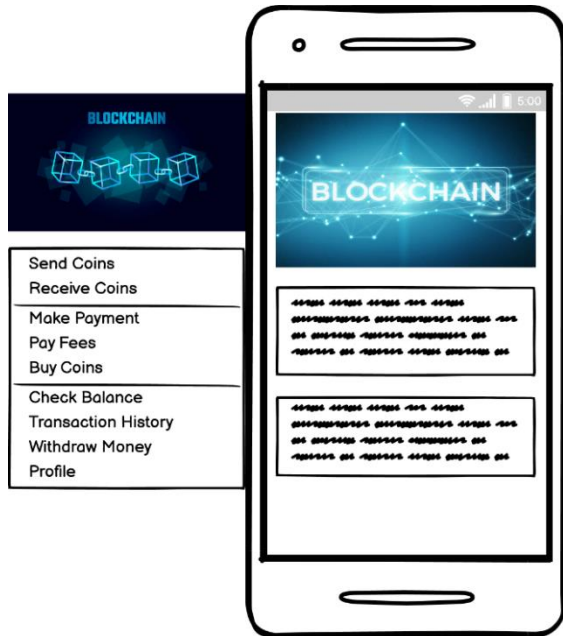 BLOCKCHAIN
Send Coins
Receive Coins
Make Payment
Pay Fees
Buy Coins
Check Balance
Transaction History
Withdraw Money
Profile
5:00
BLOCKCHAIN